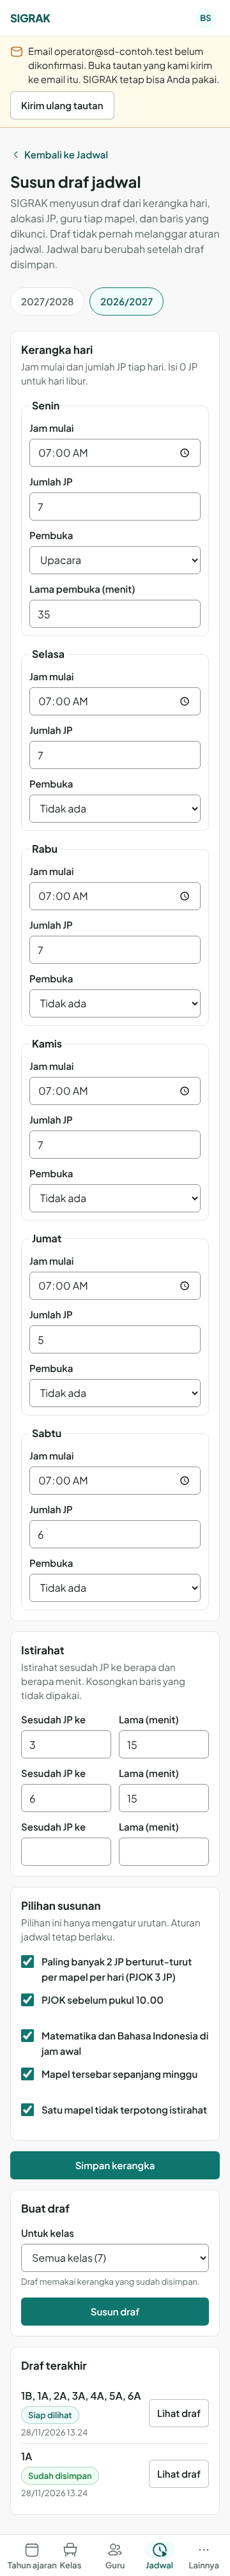 SIGRAK
BS
Email operator@sd-contoh.test belum
dikonfirmasi. Buka tautan yang kami kirim
ke email itu. SIGRAK tetap bisa Anda pakai.
Kirim ulang tautan
Kembali ke Jadwal
Susun draf jadwal
SIGRAK menyusun draf dari kerangka hari,
alokasi JP, guru tiap mapel, dan baris yang
dikunci. Draf tidak pernah melanggar aturan
jadwal. Jadwal baru berubah setelah draf
disimpan.
2027/2028
2026/2027
Kerangka hari
Jam mulai dan jumlah JP tiap hari. Isi 0 JP
untuk hari libur.
Senin
Jam mulai
07:00 AM
Jumlah JP
7
Pembuka
Upacara
Lama pembuka (menit)
35
Selasa
Jam mulai
07:00 AM
Jumlah JP
7
Pembuka
Tidak ada
Rabu
Jam mulai
07:00 AM
Jumlah JP
7
Pembuka
Tidak ada
Kamis
Jam mulai
07:00 AM
Jumlah JP
7
Pembuka
Tidak ada
Jumat
Jam mulai
07:00 AM
Jumlah JP
5
Pembuka
Tidak ada
Sabtu
Jam mulai
07:00 AM
Jumlah JP
6
Pembuka
Tidak ada
Istirahat
Istirahat sesudah JP ke berapa dan
berapa menit. Kosongkan baris yang
tidak dipakai.
Sesudah JP ke Lama (menit)
3 15
Sesudah JP ke Lama (menit)
6 15
Sesudah JP ke Lama (menit)
Pilihan susunan
Pilihan ini hanya mengatur urutan. Aturan
jadwal tetap berlaku.
Paling banyak 2 JP berturut-turut
per mapel per hari (PJOK 3 JP)
PJOK sebelum pukul 10.00
Matematika dan Bahasa Indonesia di
jam awal
Mapel tersebar sepanjang minggu
Satu mapel tidak terpotong istirahat
Simpan kerangka
Buat draf
Untuk kelas
Semua kelas (7)
Draf memakai kerangka yang sudah disimpan.
Susun draf
Draf terakhir
1B, 1A, 2A, 3A, 4A, 5A, 6A
Siap dilihat
28/11/2026 13.24
Lihat draf
1A
Sudah disimpan
28/11/2026 13.24
Lihat draf
Tahun ajaran Kelas Guru Jadwal Lainnya